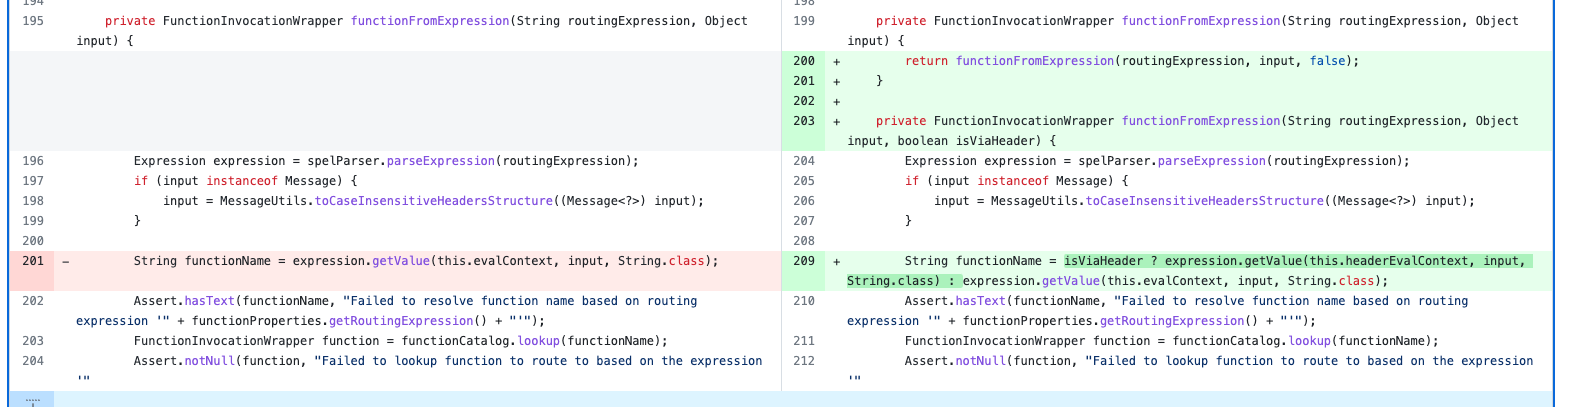 194
195 private FunctionInvocationWrapper functionFromExpression(String routingExpression, Object
input) {
196 Expression expression = spelParser.parseExpression(routingExpression);
197 if (input instanceof Message) {
198 input = MessageUtils.toCaseInsensitiveHeadersStructure((Message<?>) input);
199 }
200
201 - String functionName = expression.getValue(this.evalContext, input, String.class);
202 Assert.hasText(functionName, "Failed to resolve function name based on routing
expression '" + functionProperties.getRoutingExpression() + "'");
203 FunctionInvocationWrapper function = functionCatalog.lookup(functionName);
204 Assert.notNull(function, "Failed to lookup function to route to based on the expression
'"
198
199 private FunctionInvocationWrapper functionFromExpression(String routingExpression, Object
input) {
200 + return functionFromExpression(routingExpression, input, false);
201 + }
202 +
203 + private FunctionInvocationWrapper functionFromExpression(String routingExpression, Object
input, boolean isViaHeader) {
204 Expression expression = spelParser.parseExpression(routingExpression);
205 if (input instanceof Message) {
206 input = MessageUtils.toCaseInsensitiveHeadersStructure((Message<?>) input);
207 }
208
209 + String functionName = isViaHeader ? expression.getValue(this.headerEvalContext, input,
String.class) : expression.getValue(this.evalContext, input, String.class);
210 Assert.hasText(functionName, "Failed to resolve function name based on routing
expression '" + functionProperties.getRoutingExpression() + "'");
211 FunctionInvocationWrapper function = functionCatalog.lookup(functionName);
212 Assert.notNull(function, "Failed to lookup function to route to based on the expression
'"